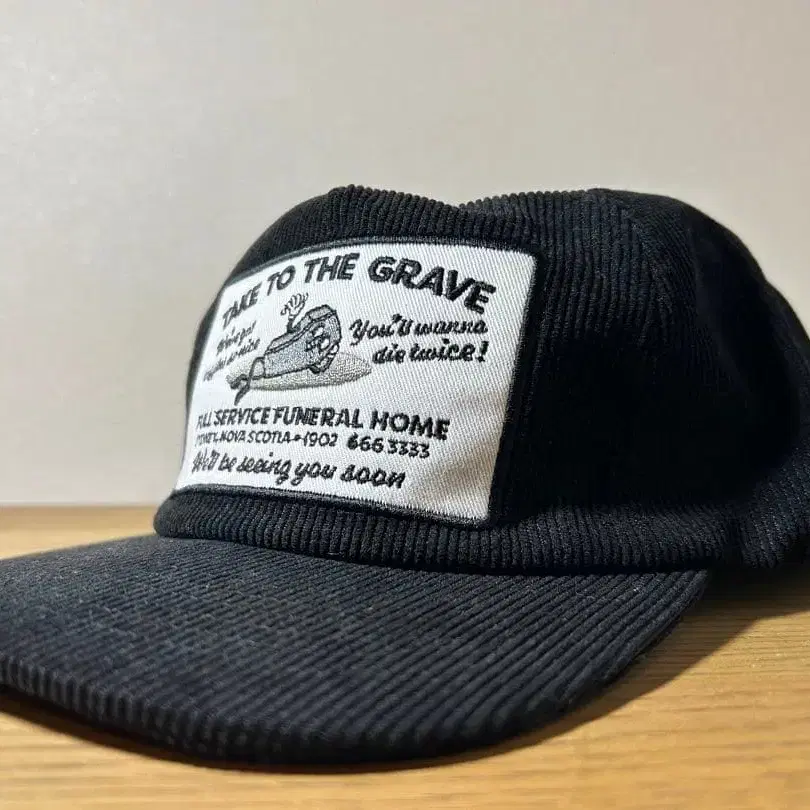 TAKE TO THE GRAVE
You'll wanna
die twice!
FULL SERVICE FUNERAL HOME
SYDNEY, NOVA SCOTIA • 1902 666 3333
We'll be seeing you soon